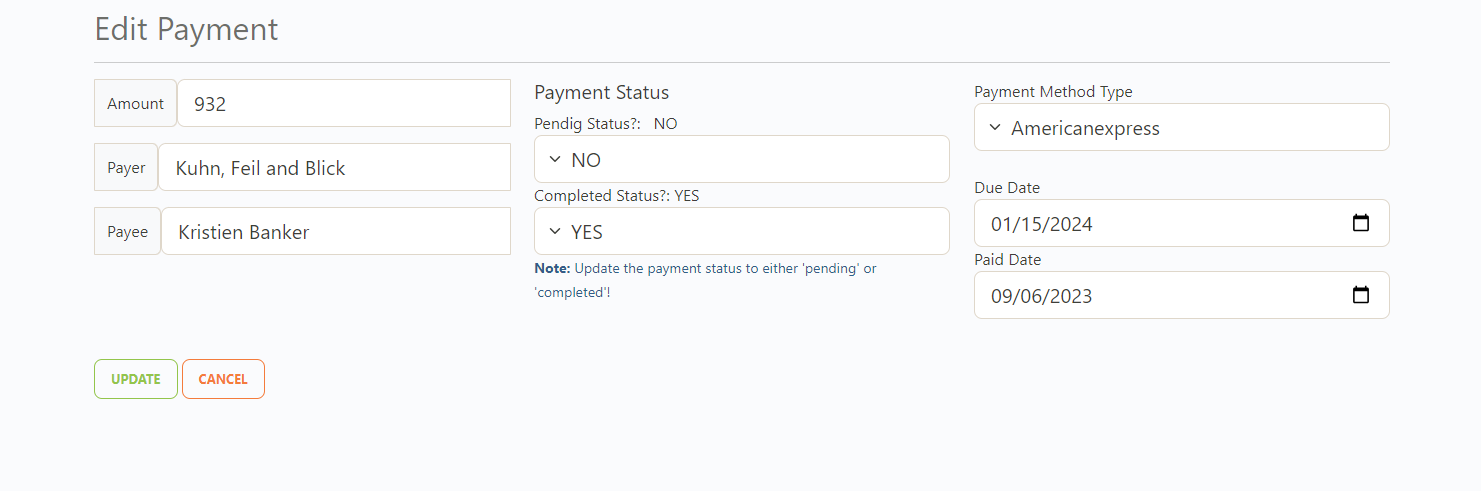 Edit Payment
Amount
932
Payer
Kuhn, Feil and Blick
Payee
Kristien Banker
Payment Status
Pendig Status?: NO
NO
Completed Status?: YES
YES
Note: Update the payment status to either 'pending' or
'completed'!
Payment Method Type
Americanexpress
Due Date
01/15/2024
Paid Date
09/06/2023
UPDATE
CANCEL